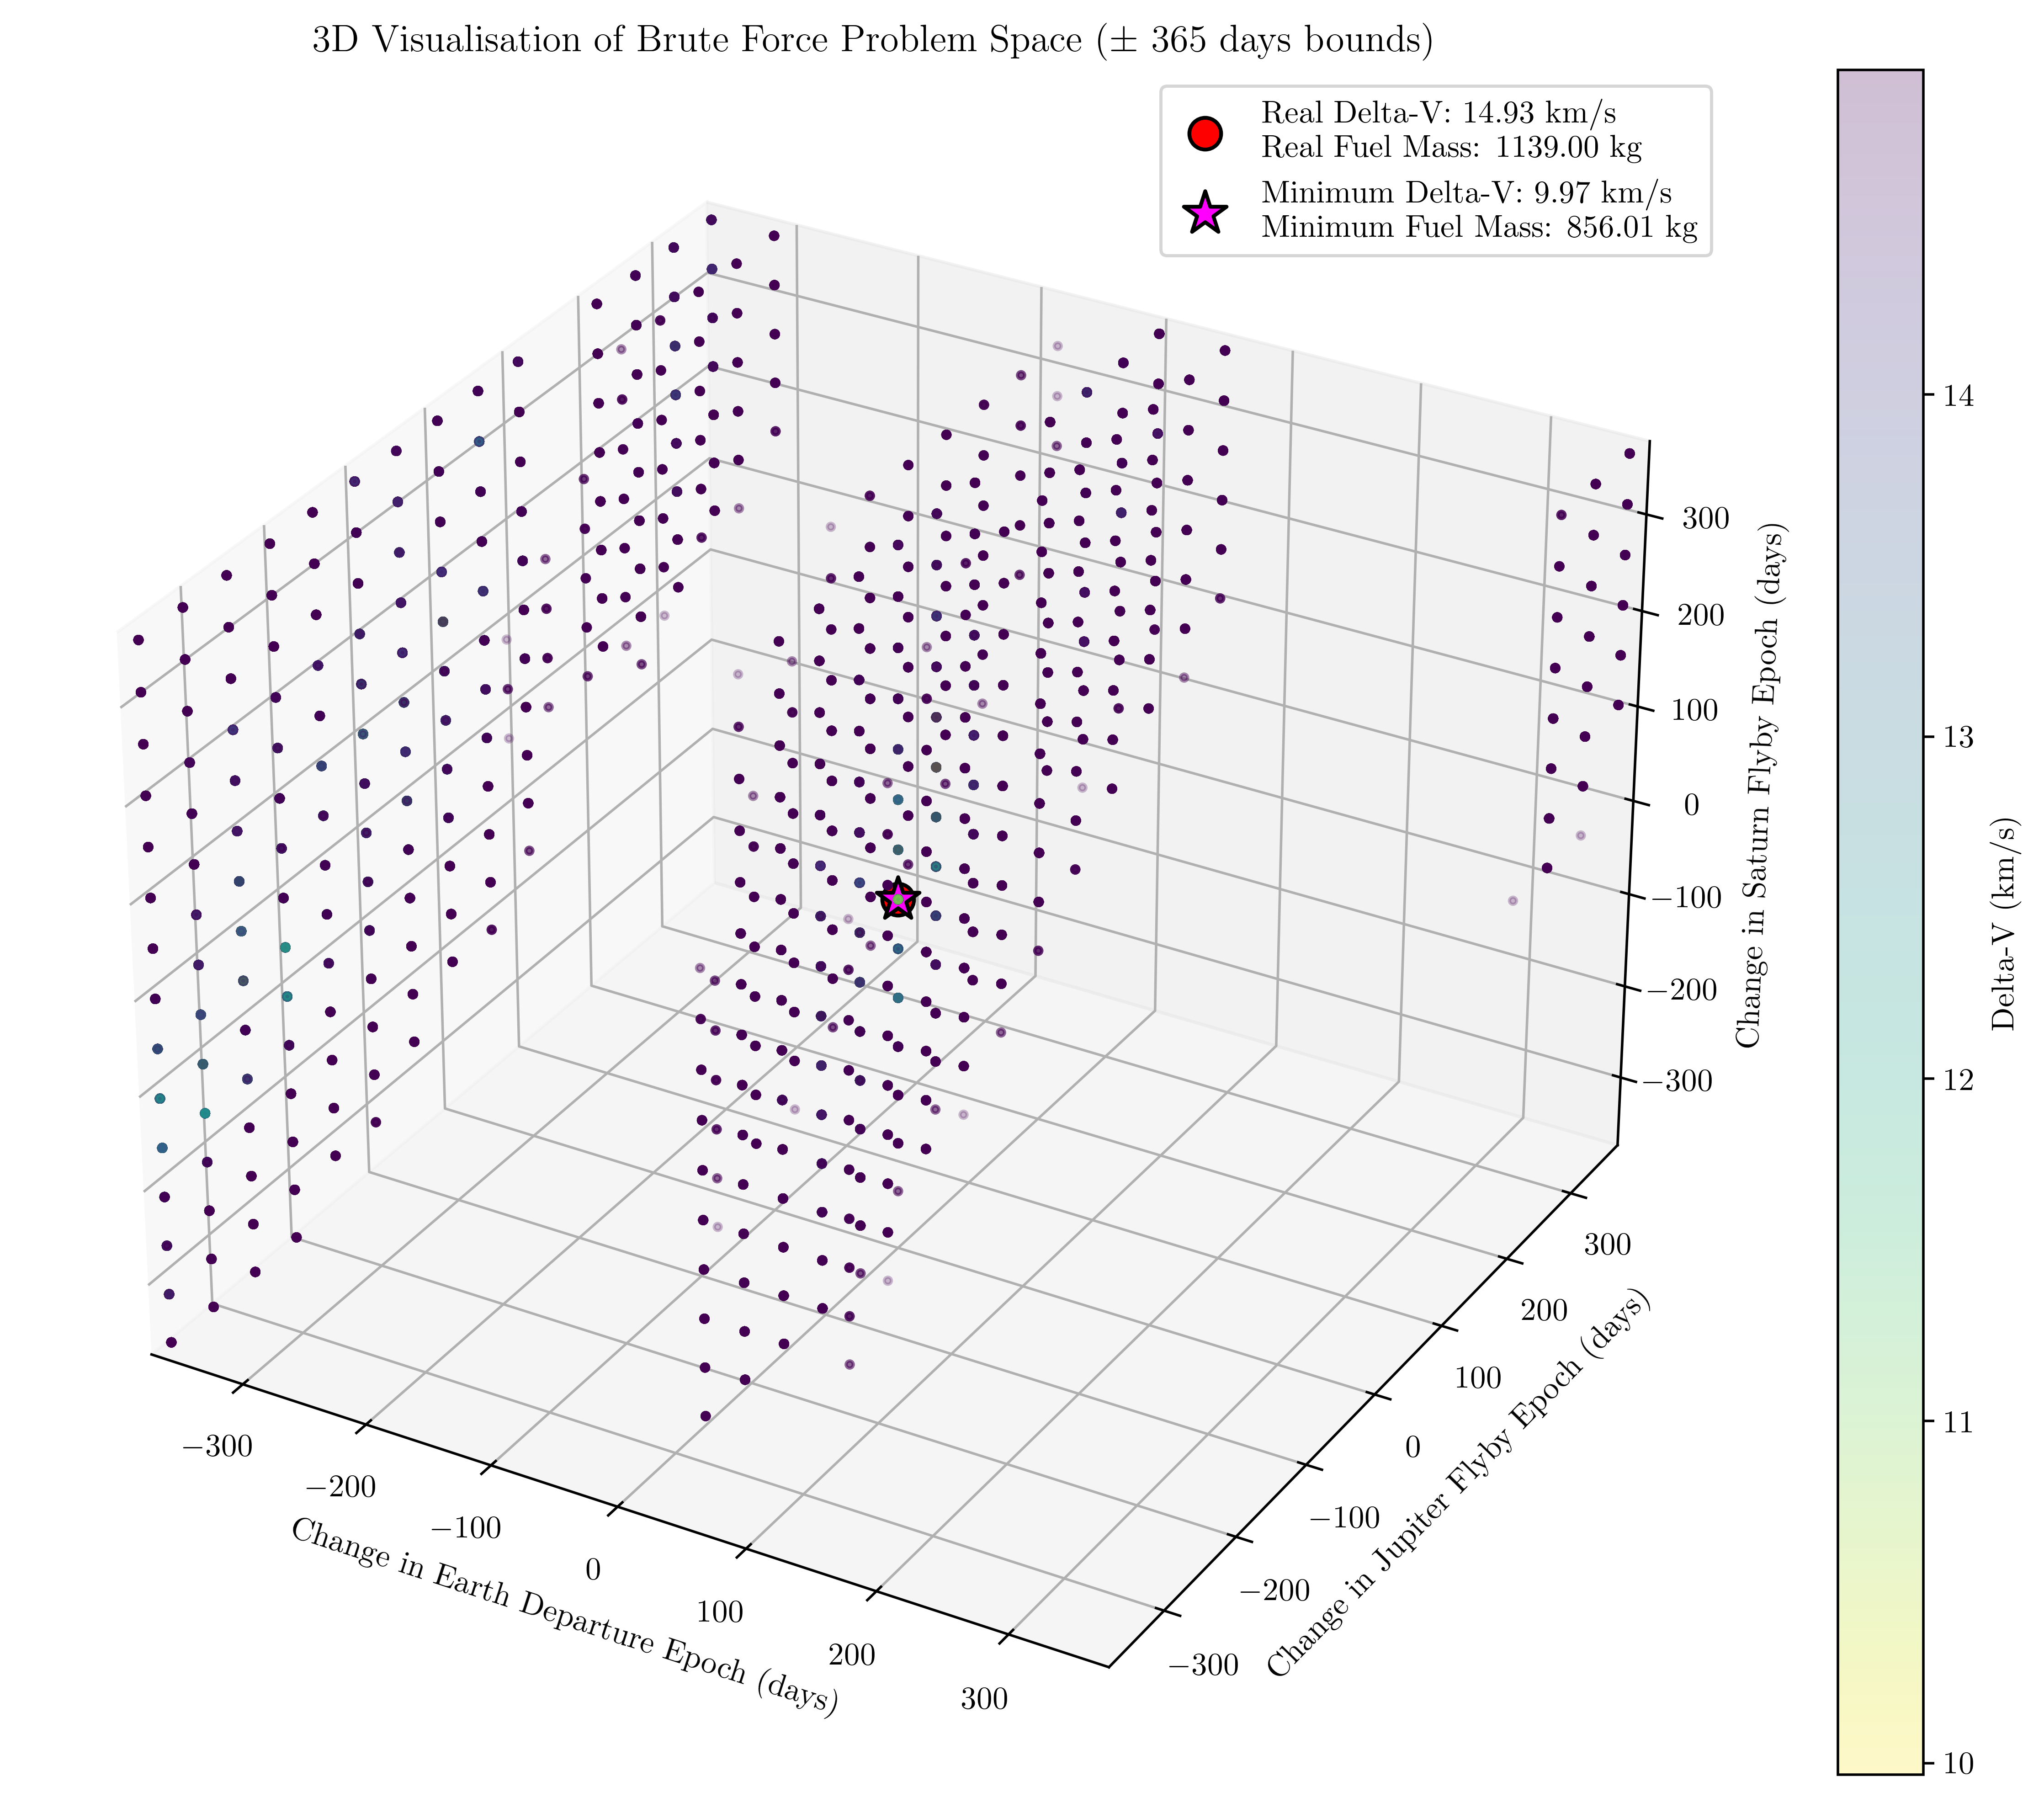 3D Visualisation of Brute Force Problem Space (± 365 days bounds)
Real Delta-V: 14.93 km/s
Real Fuel Mass: 1139.00 kg
Minimum Delta-V: 9.97 km/s
Minimum Fuel Mass: 856.01 kg
−300
−200
−100
0
100
200
300
Change in Earth Departure Epoch (days)
−300
−200
−100
0
100
200
300
Change in Jupiter Flyby Epoch (days)
300
200
100
0
−100
−200
−300
Change in Saturn Flyby Epoch (days)
14
13
12
11
10
Delta-V (km/s)